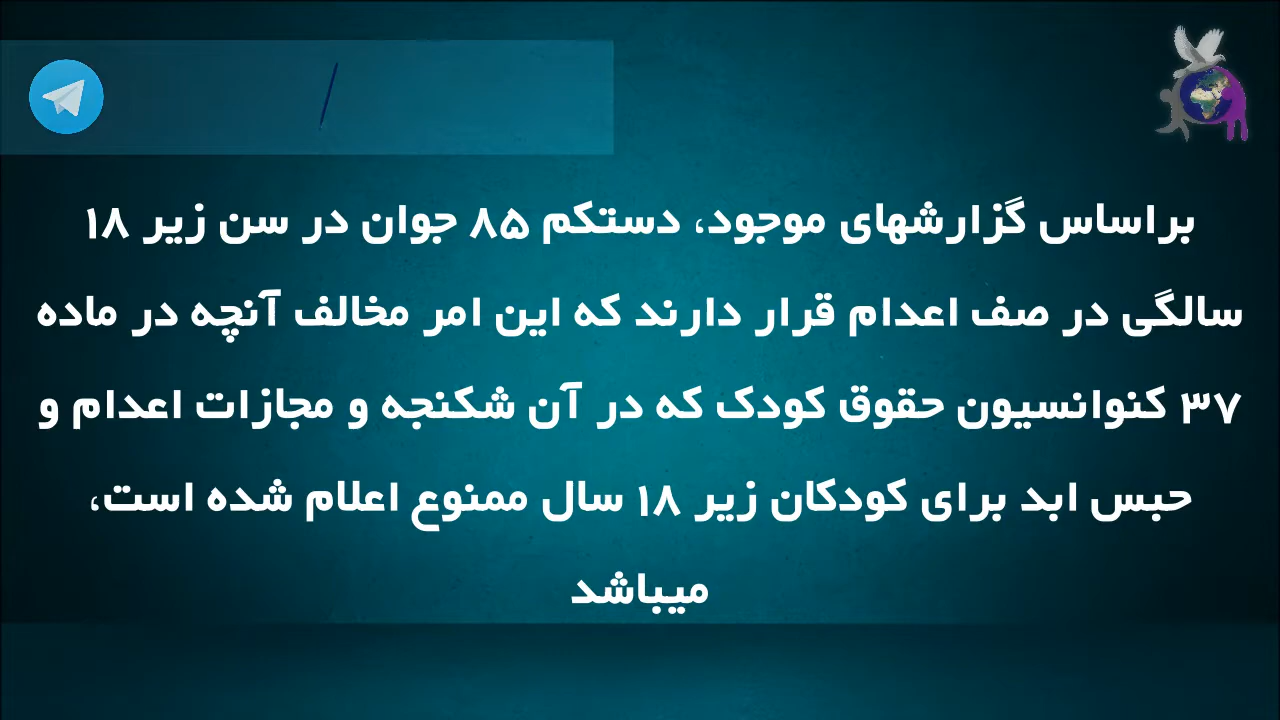 براساس گزارشهای موجود، دستکم ۸۵ جوان در سن زیر ۱۸
سالگی در صف اعدام قرار دارند که این امر مخالف آنچه در ماده
۳۷ کنوانسیون حقوق کودک که در آن شکنجه و مجازات اعدام و
حبس ابد برای کودکان زیر ۱۸ سال ممنوع اعلام شده است،
میباشد